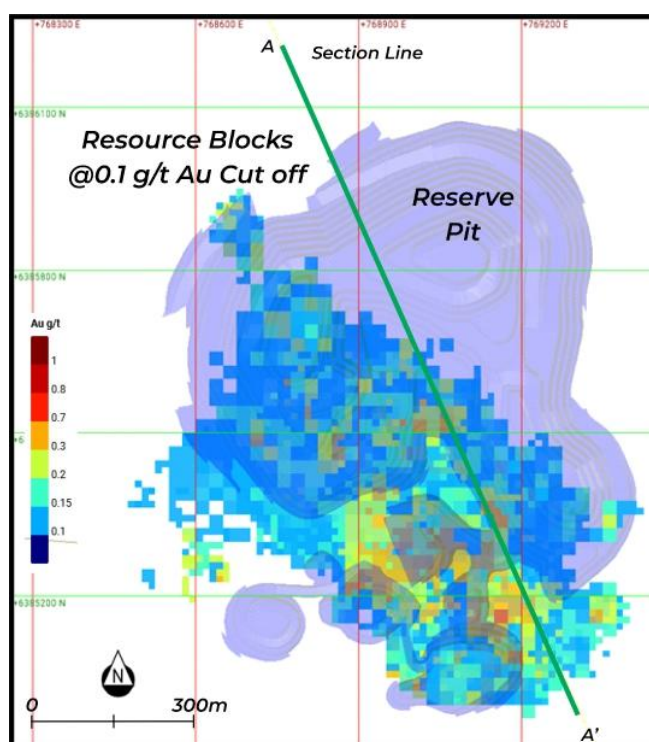 +768300 E
+768600 E
+768900 E
+769200 E
A
Section Line
+6386100 N
Resource Blocks
@0.1 g/t Au Cut off
Reserve
Pit
+6385800 N
Au g/t
1
0.8
0.7
0.3
0.2
0.15
0.1
+6
+6385200 N
N
0
300m
A'